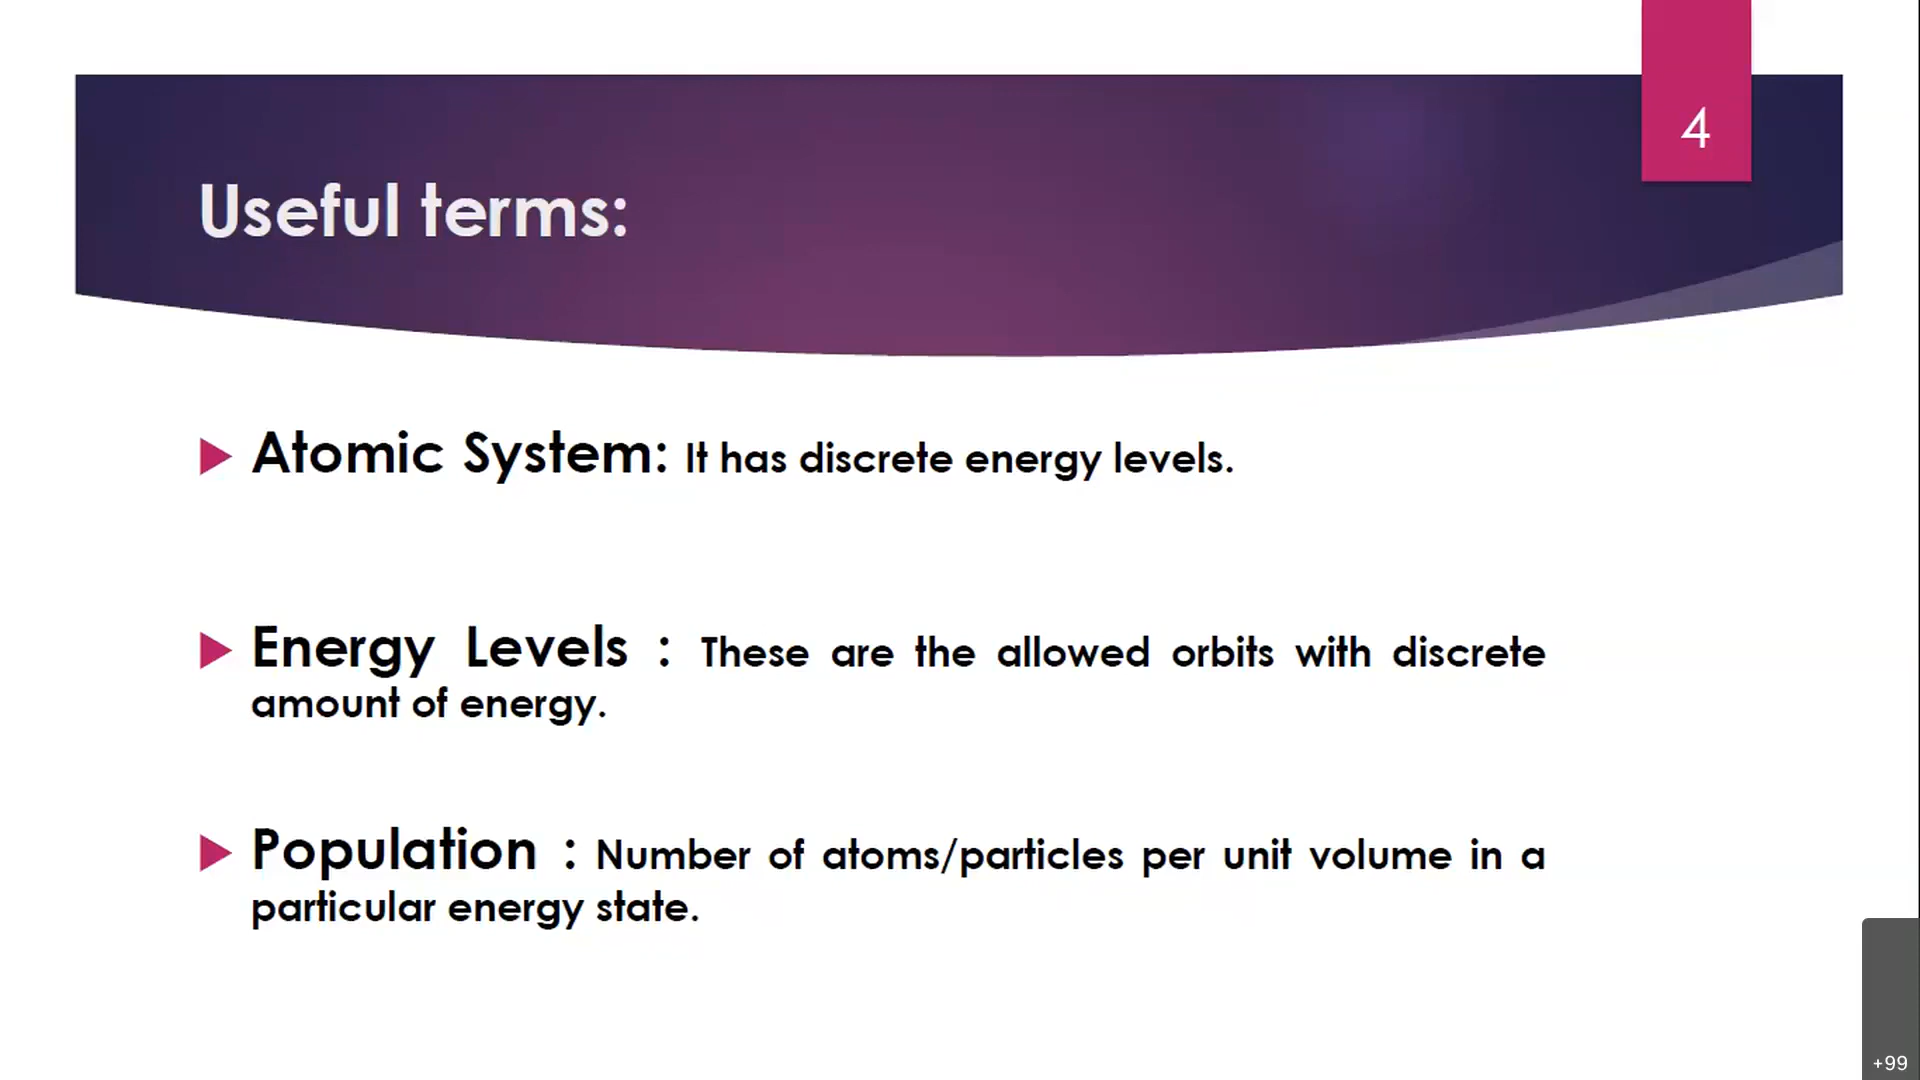 4
Useful terms:
Atomic System: It has discrete energy levels.
Energy Levels : These are the allowed orbits with discrete
amount of energy.
Population : Number of atoms/particles per unit volume in a
particular energy state.
+99